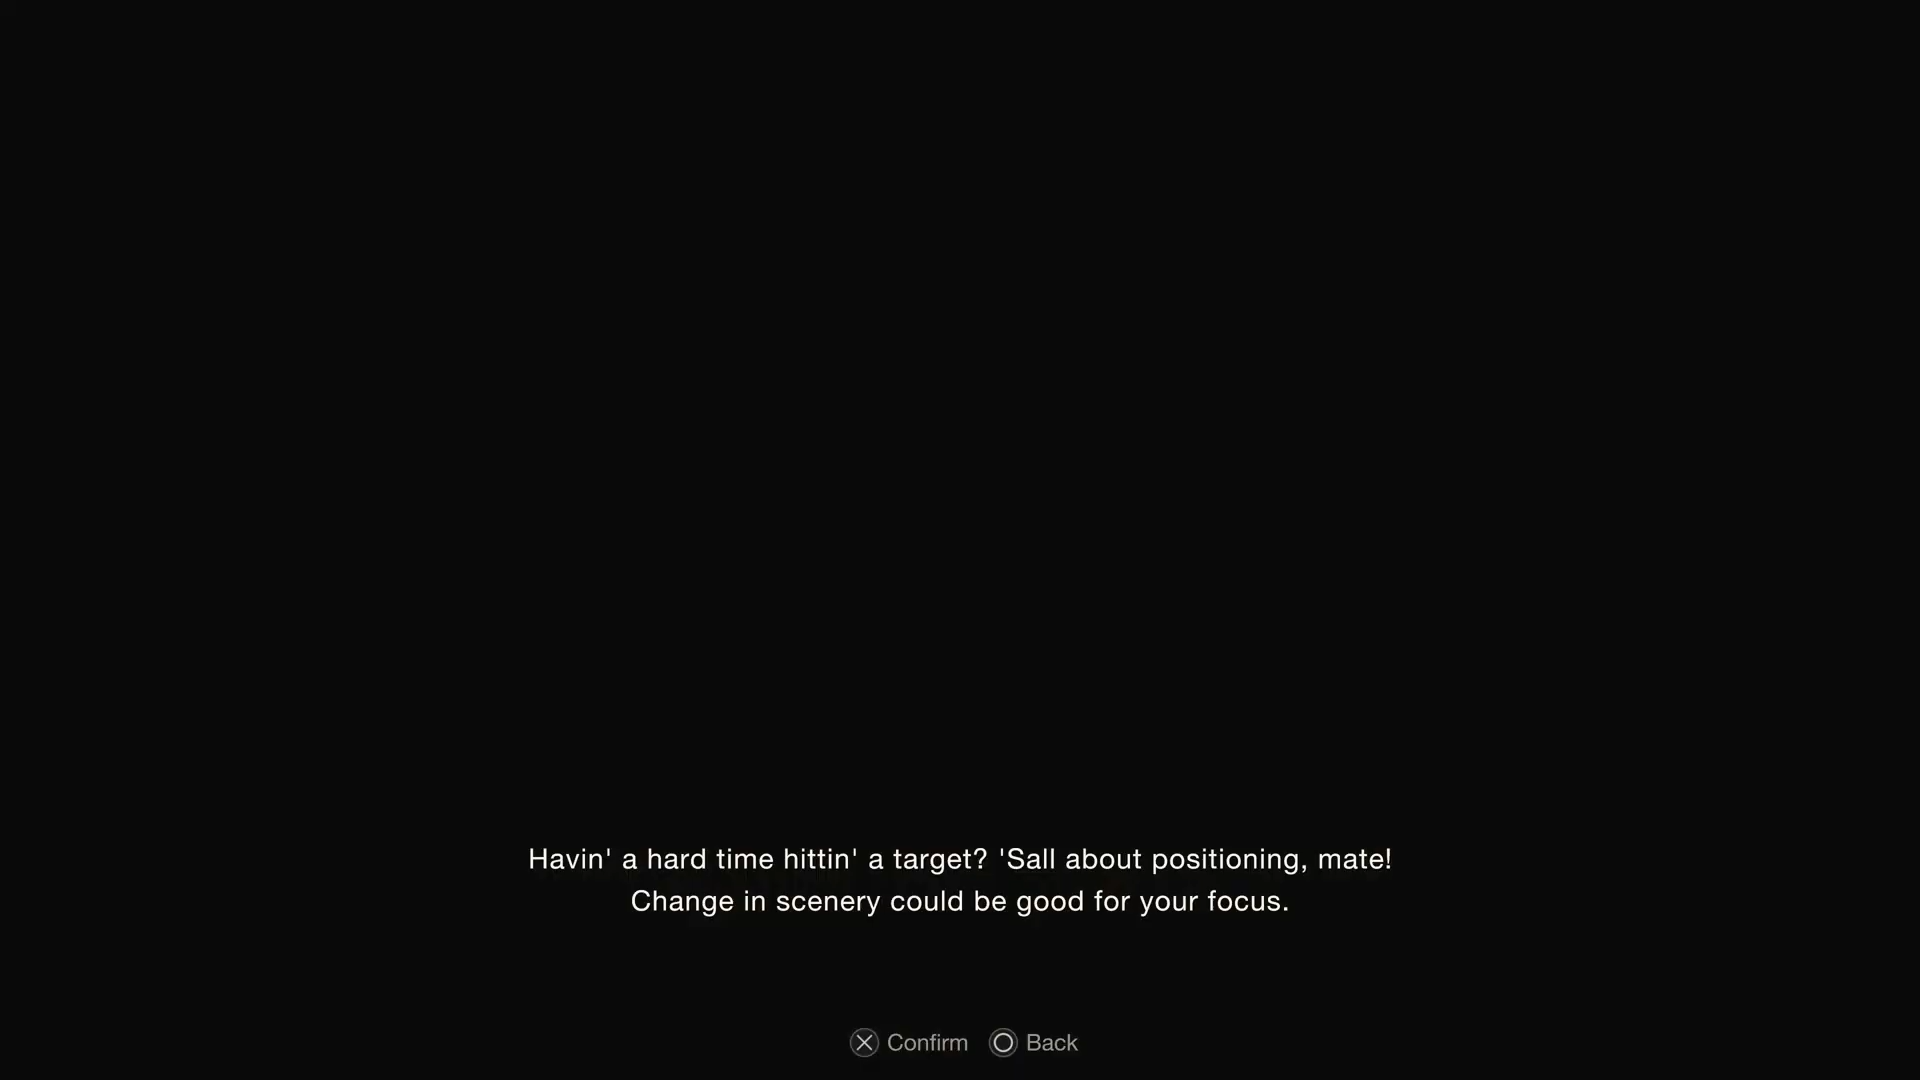 Havin' a hard time hittin' a target? 'Sall about positioning, mate!
Change in scenery could be good for your focus.
Confirm Back